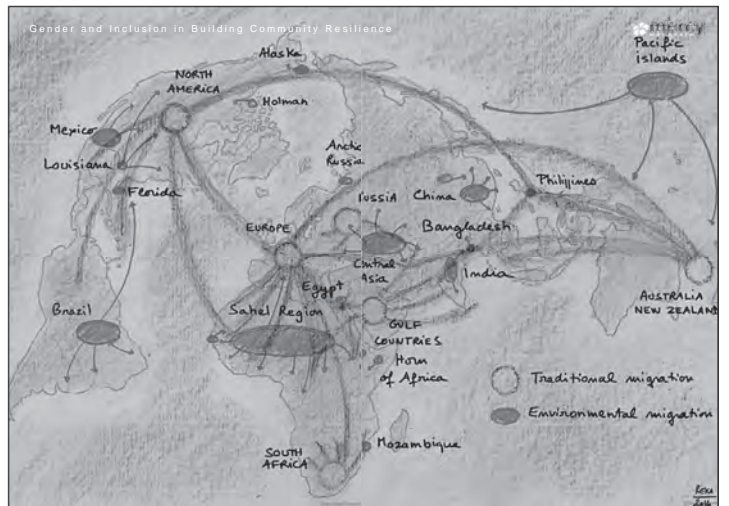 Gender and Inclusion in Building Community Resilience
mercy
Pacific
islands
Alaska
NORTH
AMERICA
Holman
Mexico
Arctic
Russia
Louisiana
Florida
RUSSIA
China
Philijjines
EUROPE
Bangladesh
Central
Asia
India
Egypt
Brazil
Sahel Region
GULF
COUNTRIES
AUSTRALIA
NEW ZEALAND
Horn
of Africa
Traditional migration
Environmental migration
SOUTH
AFRICA
Mozambique